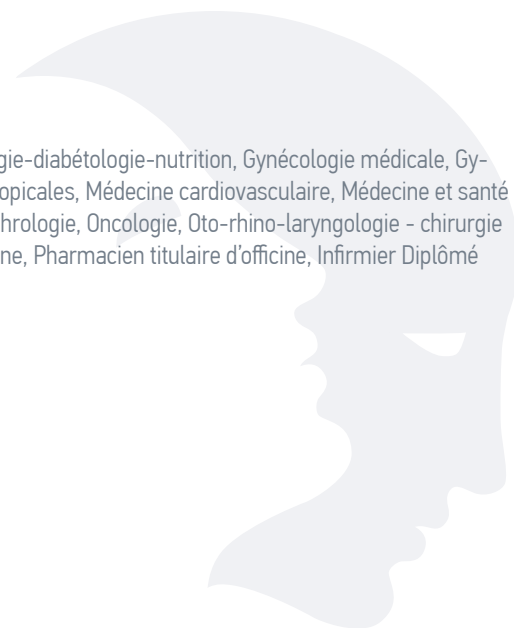 gie-diabétologie-nutrition, Gynécologie médicale, Gy-
opicales, Médecine cardiovasculaire, Médecine et santé
hrologie, Oncologie, Oto-rhino-laryngologie - chirurgie
ne, Pharmacien titulaire d’officine, Infirmier Diplômé